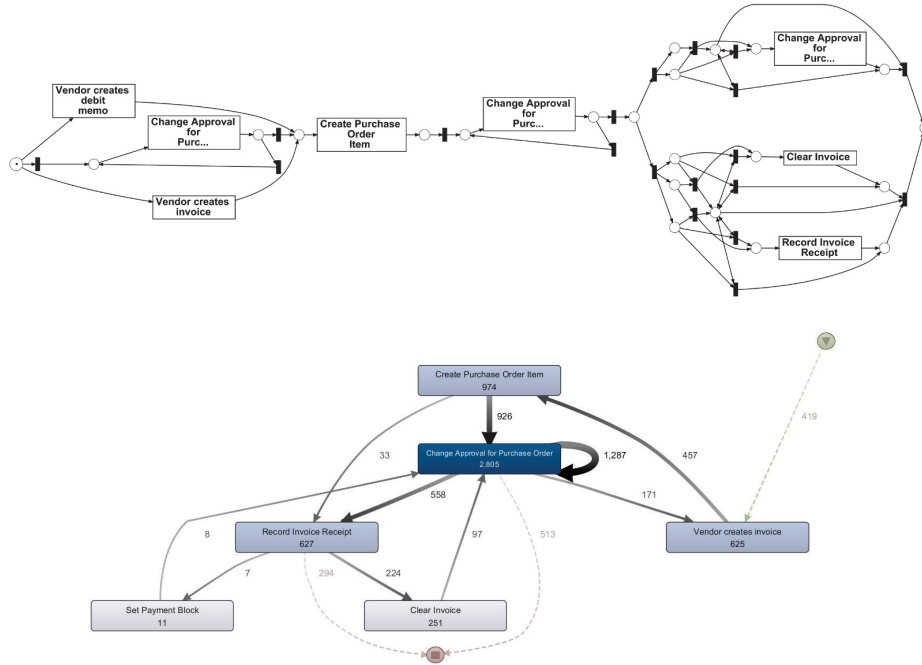 Change Approval
for
Purc...
Vendor creates
debit
memo
Change Approval
for
Purc...
Create Purchase
Order
Item
Change Approval
for
Purc...
Clear Invoice
Vendor creates
invoice
Record Invoice
Receipt
Create Purchase Order Item
974
419
926
33
457
Change Approval for Purchase Order
2,805
1,287
558
171
8
97
513
Record Invoice Receipt
627
Vendor creates invoice
625
7
294
224
Set Payment Block
11
Clear Invoice
251